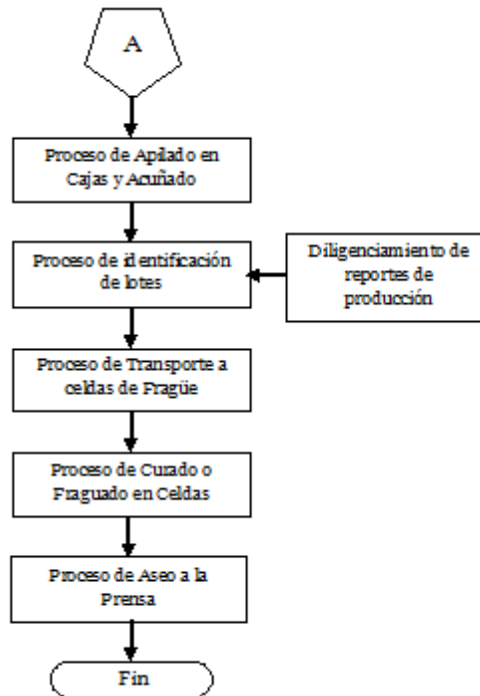 A
Proceso de Apilado en
Cajas y Acuñado
Proceso de identificación
de lotes
Diligenciamiento de
reportes de
producción
Proceso de Transporte a
celdas de Fragüe
Proceso de Curado o
Fraguado en Celdas
Proceso de Aseo a la
Prensa
Fin